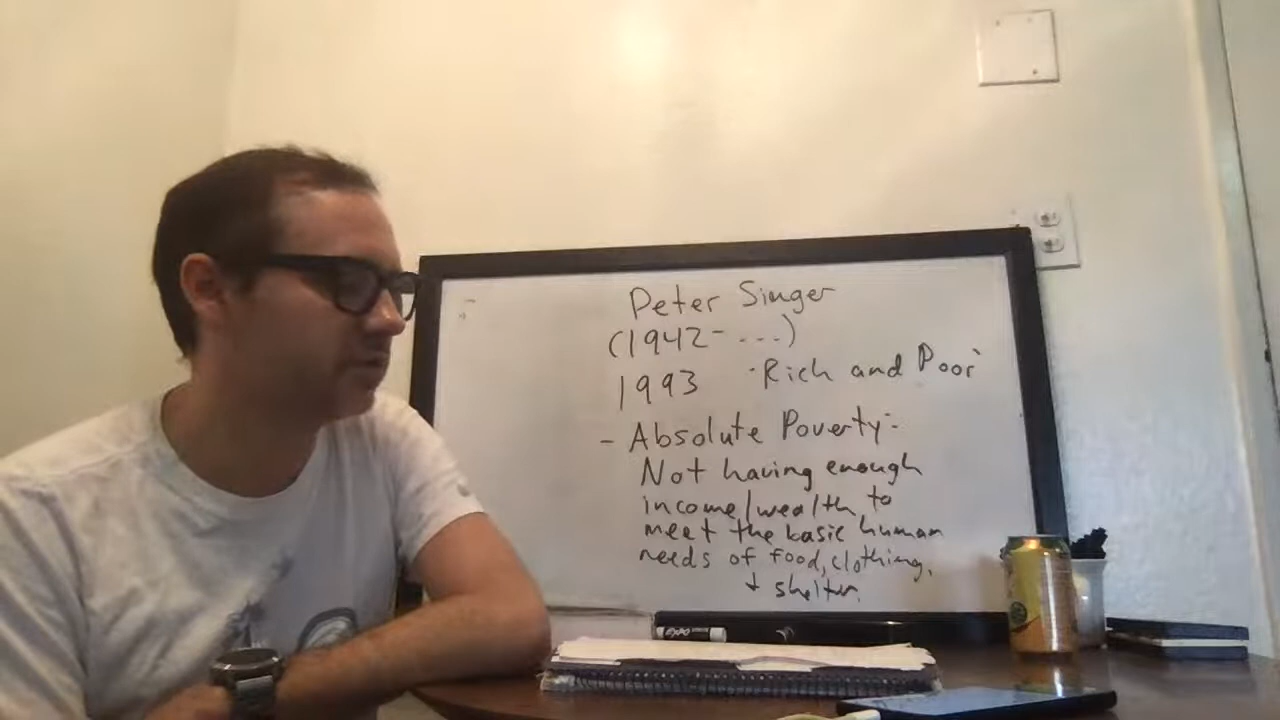 Peter Singer
(1942- ...)
1993 Rich and Poor
- Absolute Poverty:
Not having enough
income/wealth to
meet the basic human
needs of food, clothing,
+ shelter.
EXPO